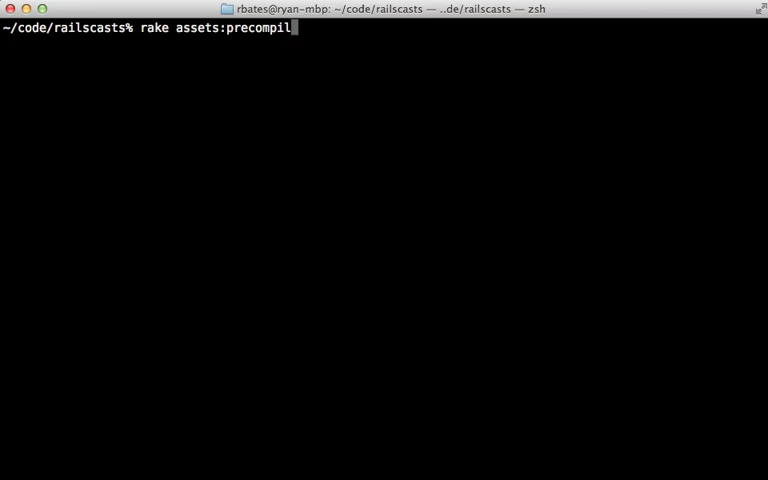 rbates@ryan-mbp: ~/code/railscasts — ..de/railscasts — zsh
~/code/railscasts% rake assets:precompil